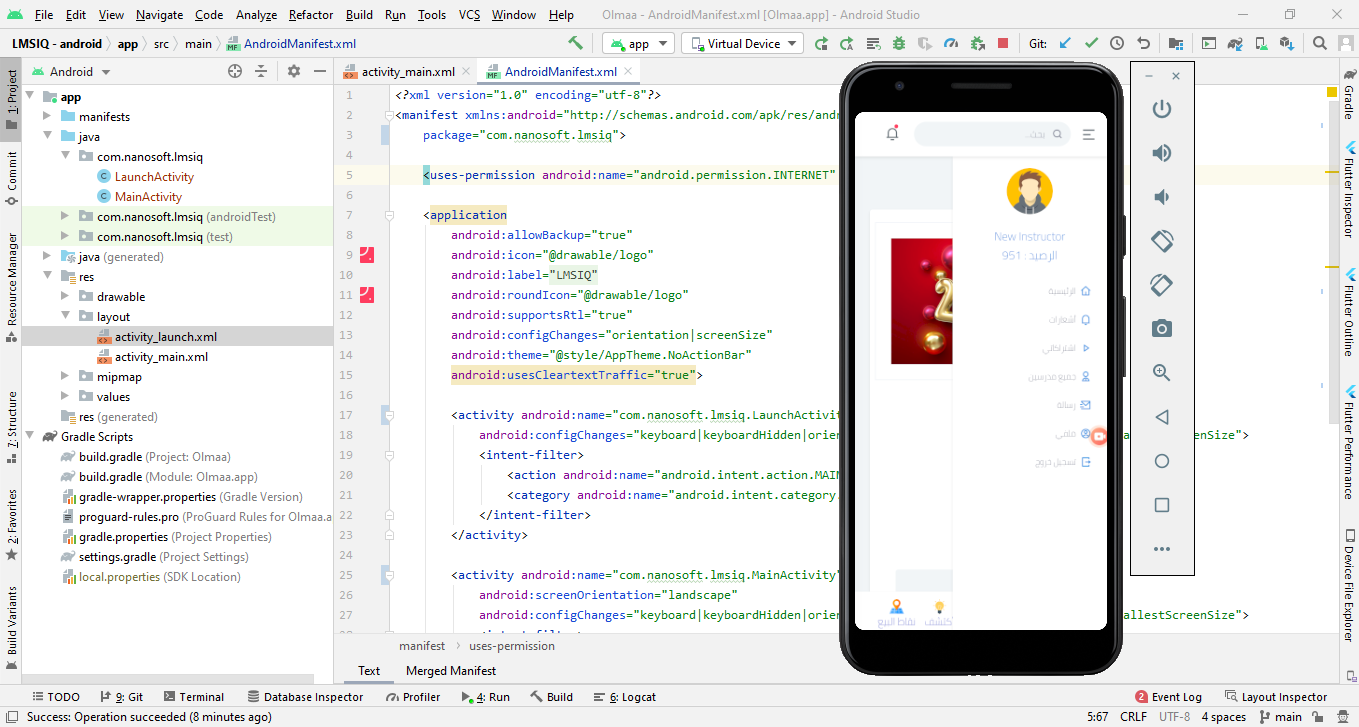 File Edit View Navigate Code Analyze Refactor Build Run Tools VCS Window Help Olmaa - AndroidManifest.xml [Olmaa.app] - Android Studio
LMSIQ - android app src main AndroidManifest.xml app Virtual Device Git:
Android activity_main.xml AndroidManifest.xml
1: Project
Commit
Resource Manager
7: Structure
2: Favorites
Build Variants
app
manifests
java
com.nanosoft.lmsiq
LaunchActivity
MainActivity
com.nanosoft.lmsiq (androidTest)
com.nanosoft.lmsiq (test)
java (generated)
res
drawable
layout
activity_launch.xml
activity_main.xml
mipmap
values
res (generated)
Gradle Scripts
build.gradle (Project: Olmaa)
build.gradle (Module: Olmaa.app)
gradle-wrapper.properties (Gradle Version)
proguard-rules.pro (ProGuard Rules for Olmaa.a
gradle.properties (Project Properties)
settings.gradle (Project Settings)
local.properties (SDK Location)
1 <?xml version="1.0" encoding="utf-8"?>
2 <manifest xmlns:android="http://schemas.android.com/apk/res/andr
3 package="com.nanosoft.lmsiq">
4
5 <uses-permission android:name="android.permission.INTERNET"
6
7 <application
8 android:allowBackup="true"
9 android:icon="@drawable/logo"
10 android:label="LMSIQ"
11 android:roundIcon="@drawable/logo"
12 android:supportsRtl="true"
13 android:configChanges="orientation|screenSize"
14 android:theme="@style/AppTheme.NoActionBar"
15 android:usesCleartextTraffic="true">
16
17 <activity android:name="com.nanosoft.lmsiq.LaunchActivit
18 android:configChanges="keyboard|keyboardHidden|orien allestScreenSize">
19 <intent-filter>
20 <action android:name="android.intent.action.MAIN
21 <category android:name="android.intent.category.
22 </intent-filter>
23 </activity>
24
25 <activity android:name="com.nanosoft.lmsiq.MainActivity"
26 android:screenOrientation="landscape"
27 android:configChanges="keyboard|keyboardHidden|orien allestScreenSize">
بحث..
New Instructor
الرصيد : 951
الرئيسية
أشعارات
اشتراكاتي
جميع مدرسين
رسالة
تسجيل خروج
نقاط البيع
Gradle
Flutter Inspector
Flutter Outline
Flutter Performance
Device File Explorer
manifest uses-permission
Text Merged Manifest
TODO 9: Git Terminal Database Inspector Profiler 4: Run Build 6: Logcat 2 Event Log Layout Inspector
Success: Operation succeeded (8 minutes ago) 5:67 CRLF UTF-8 4 spaces main